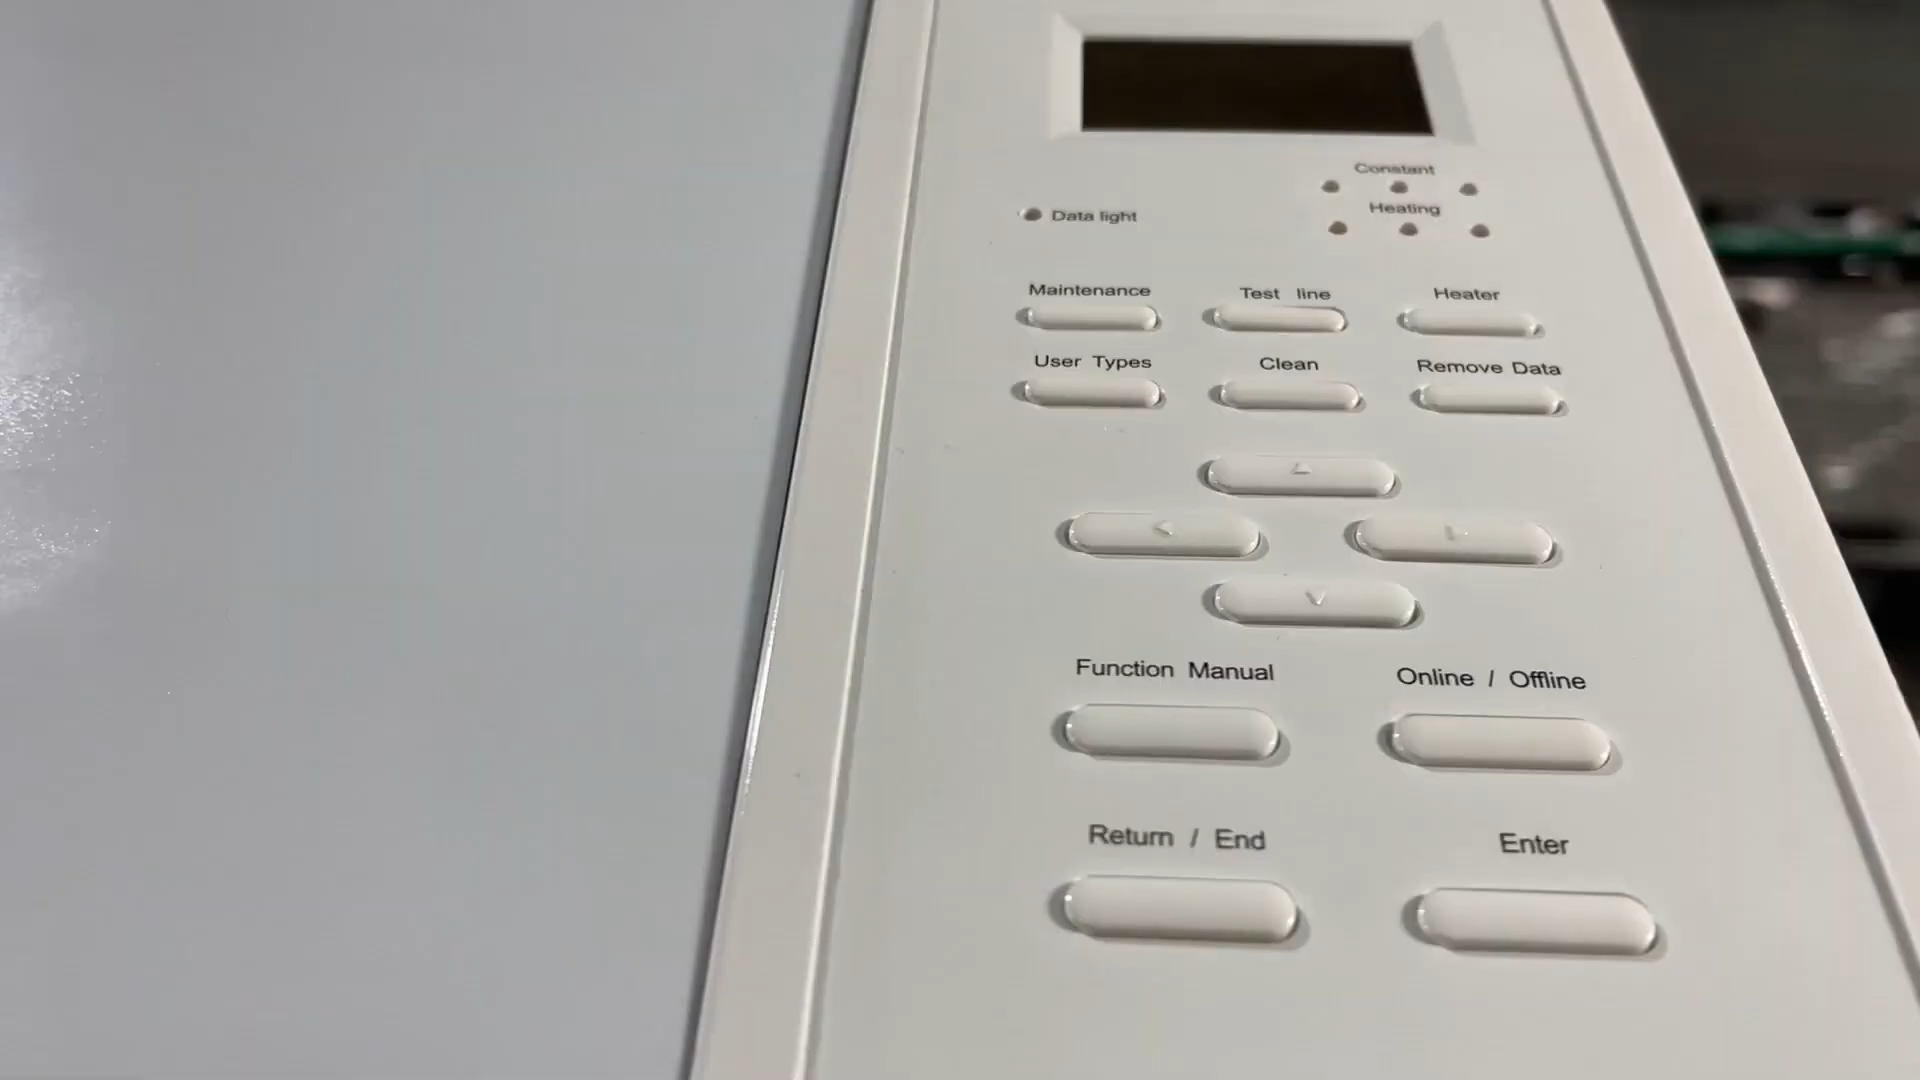 Constant
Heating
Data light
Maintenance
Test line
Heater
User Types
Clean
Remove Data
Function Manual
Online / Offline
Return / End
Enter